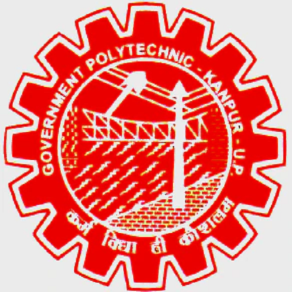 GOVERNMENT POLYTECHNIC - KANPUR - U.P.
कर्म विद्या ही कौशलम